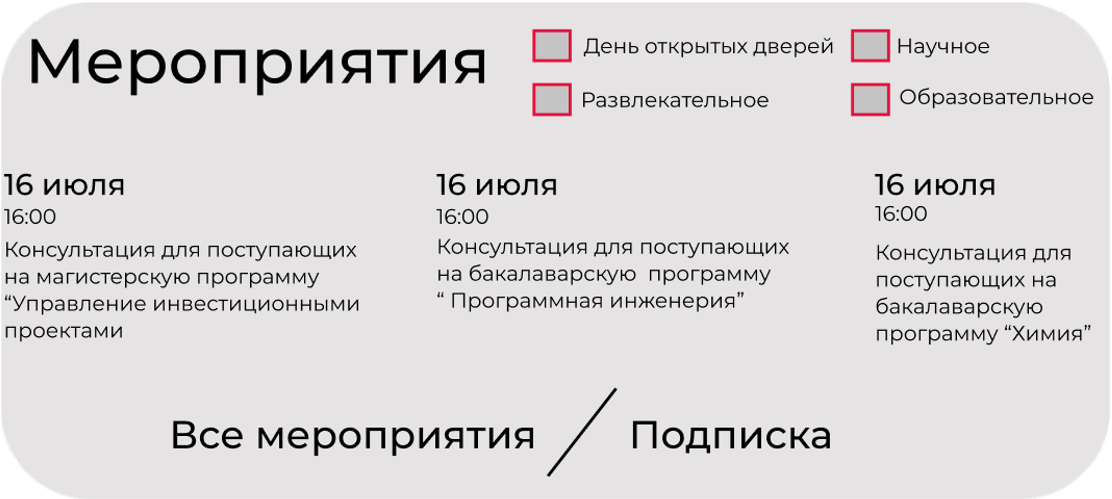 Мероприятия
День открытых дверей
Научное
Развлекательное
Образовательное
16 июля
16:00
Консультация для поступающих
на магистерскую программу
“Управление инвестиционными
проектами
16 июля
16:00
Консультация для поступающих
на бакалаварскую программу
“ Программная инженерия”
16 июля
16:00
Консультация для
поступающих на
бакалаварскую
программу “Химия”
Все мероприятия / Подписка